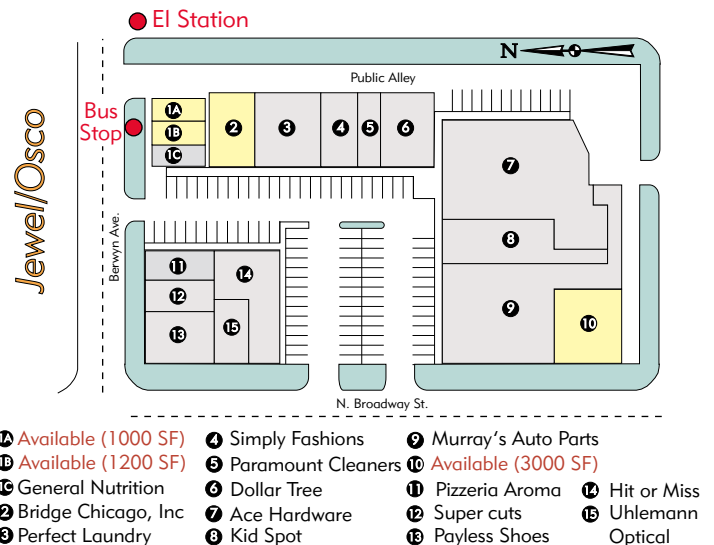 El Station
N
Public Alley
Bus
Stop
1A
1B
1C
2
3
4
5
6
7
8
9
10
11
12
13
14
15
Jewel/Osco
Berwyn Ave.
N. Broadway St.
1A Available (1000 SF)
1B Available (1200 SF)
1C General Nutrition
2 Bridge Chicago, Inc
3 Perfect Laundry
4 Simply Fashions
5 Paramount Cleaners
6 Dollar Tree
7 Ace Hardware
8 Kid Spot
9 Murray's Auto Parts
10 Available (3000 SF)
11 Pizzeria Aroma
12 Super cuts
13 Payless Shoes
14 Hit or Miss
15 Uhlemann
Optical